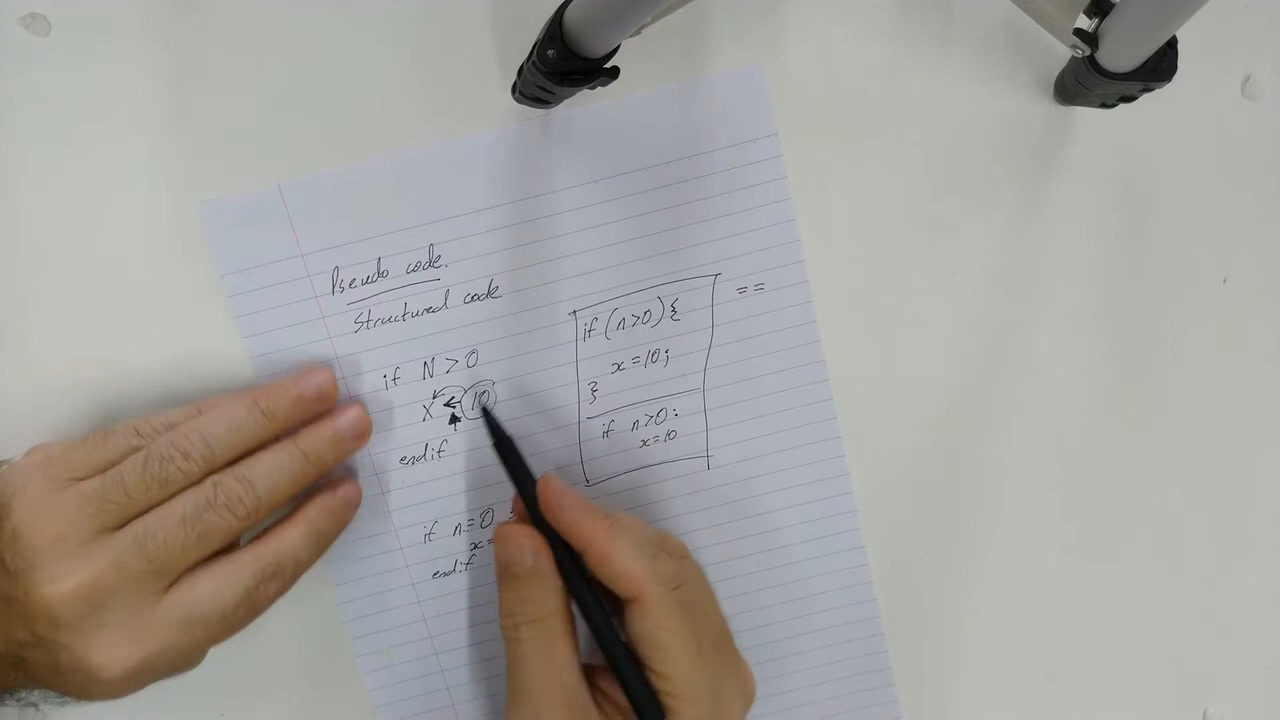 Pseudo code.
Structured code
if N > 0
x ← 10
endif
if n = 0
x =
endif
if (n>0) {
x = 10;
}
if n>0:
x=10
==